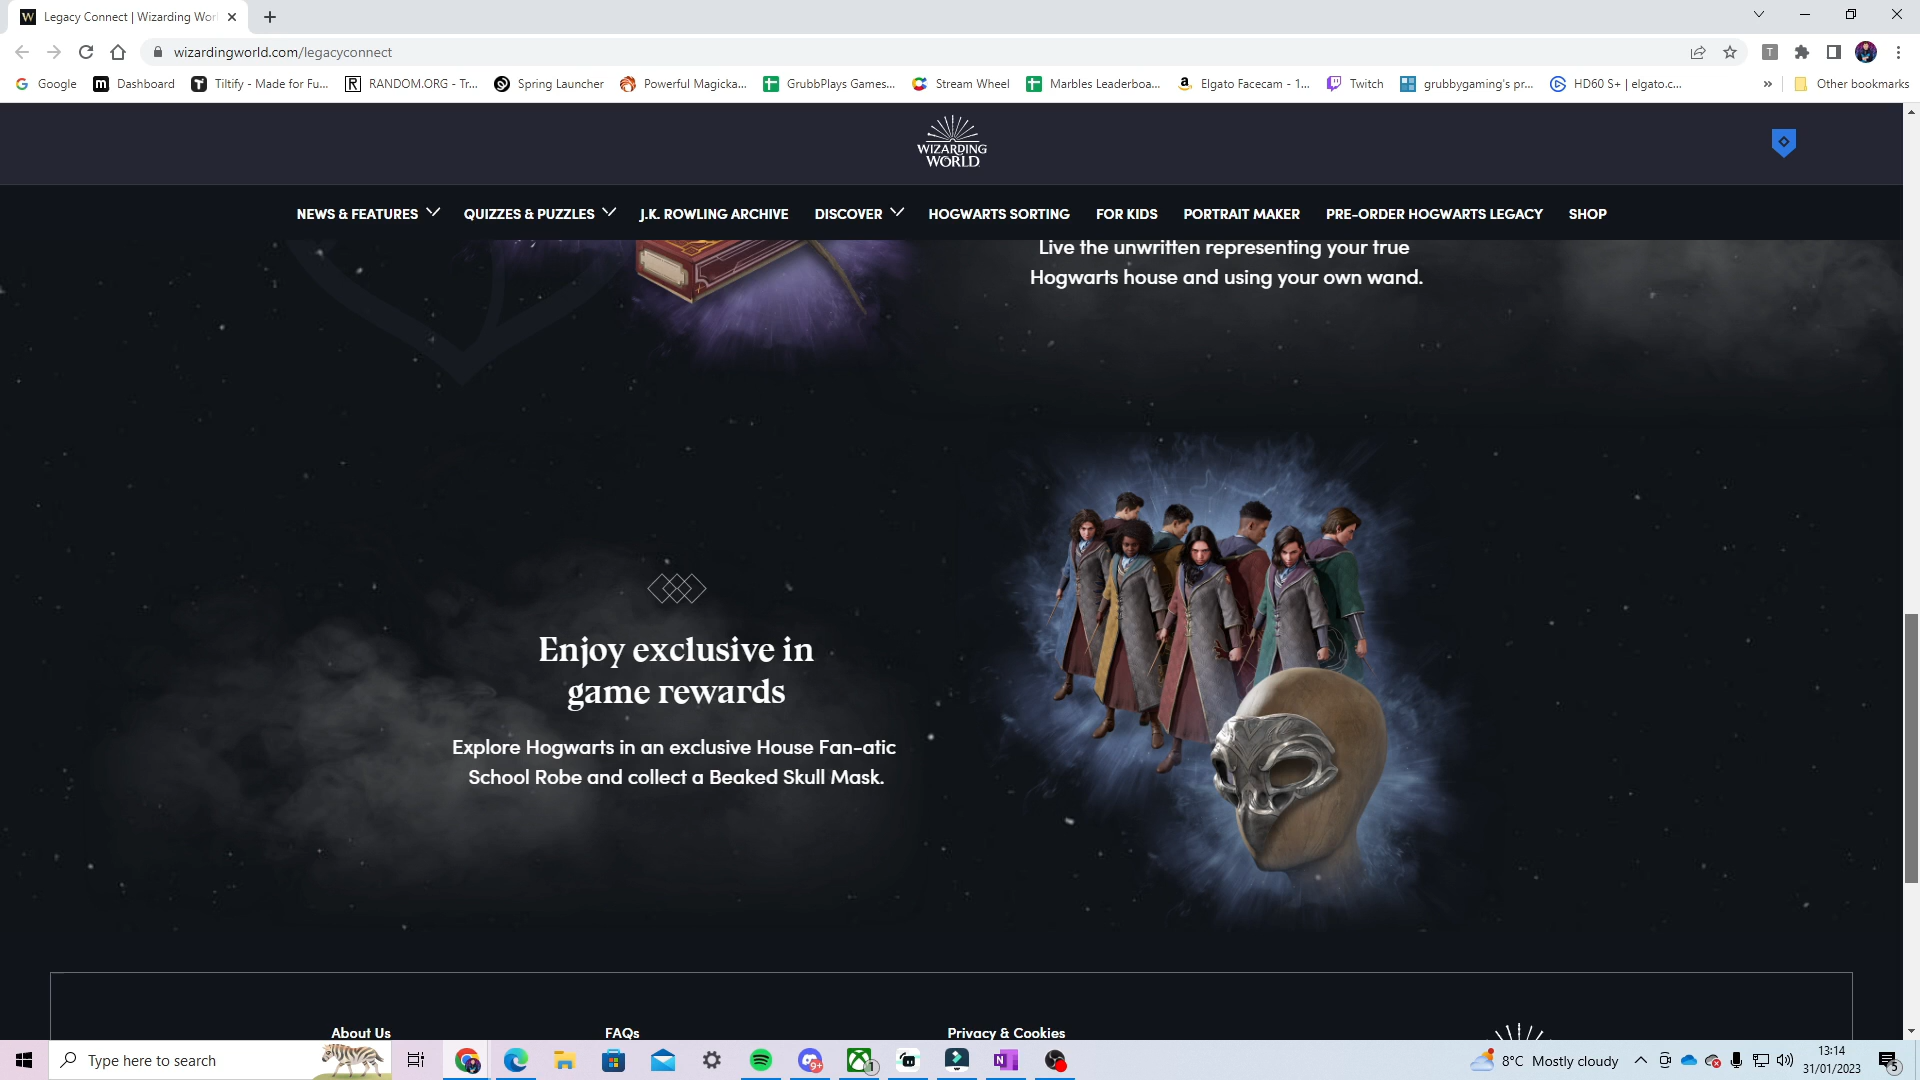 Legacy Connect | Wizarding Wor
wizardingworld.com/legacyconnect
T
Google
Dashboard
Tiltify - Made for Fu...
RANDOM.ORG - Tr...
Spring Launcher
Powerful Magicka...
GrubbPlays Games...
Stream Wheel
Marbles Leaderboa...
Elgato Facecam - 1...
Twitch
grubbygaming's pr...
HD60 S+ | elgato.c...
»
Other bookmarks
WIZARDING
WORLD
NEWS & FEATURES
QUIZZES & PUZZLES
J.K. ROWLING ARCHIVE
DISCOVER
HOGWARTS SORTING
FOR KIDS
PORTRAIT MAKER
PRE-ORDER HOGWARTS LEGACY
SHOP
Live the unwritten representing your true
Hogwarts house and using your own wand.
Enjoy exclusive in
game rewards
Explore Hogwarts in an exclusive House Fan-atic
School Robe and collect a Beaked Skull Mask.
About Us
FAQs
Privacy & Cookies
Type here to search
9+
1
8°C Mostly cloudy
13:14
31/01/2023
5